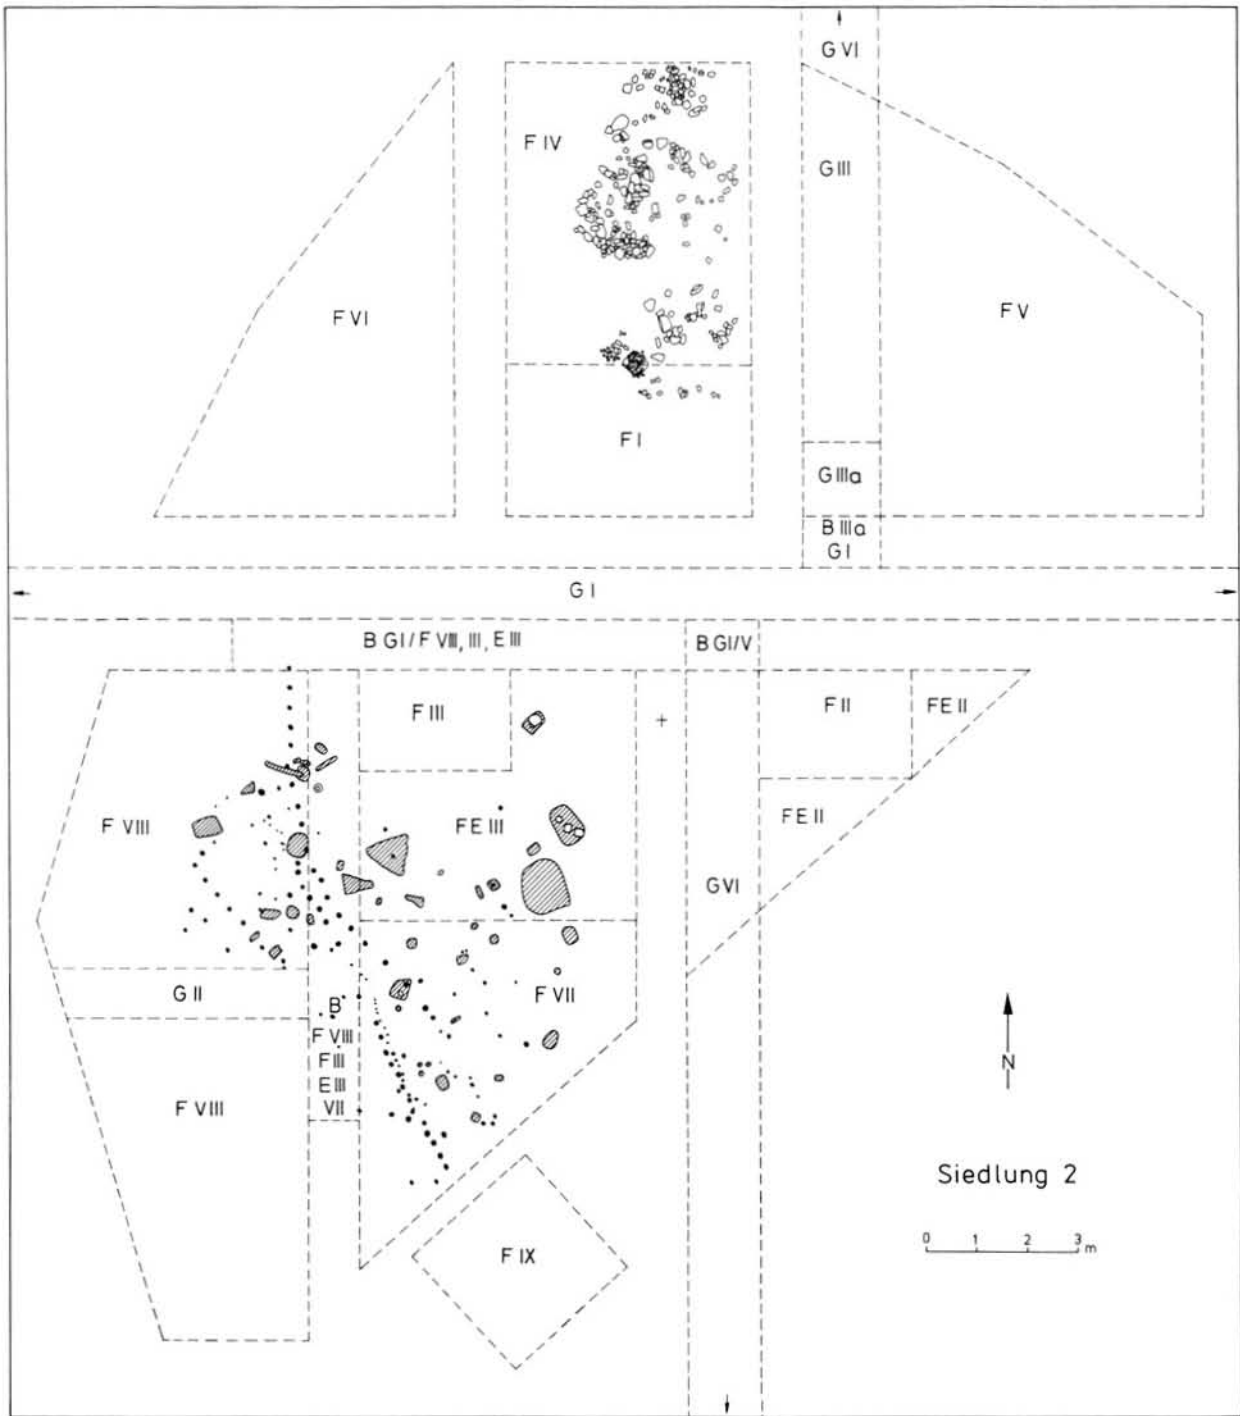 G VI
F IV
G III
F VI
F V
F I
G IIIa
B IIIa
G I
G I
B GI / F VIII, III, E III
B GI/V
F III
F II
FE II
F VIII
FE III
FE II
G VI
G II
B
F VII
F VIII
F III
E III
VII
F VIII
N
Siedlung 2
F IX
0 1 2 3 m